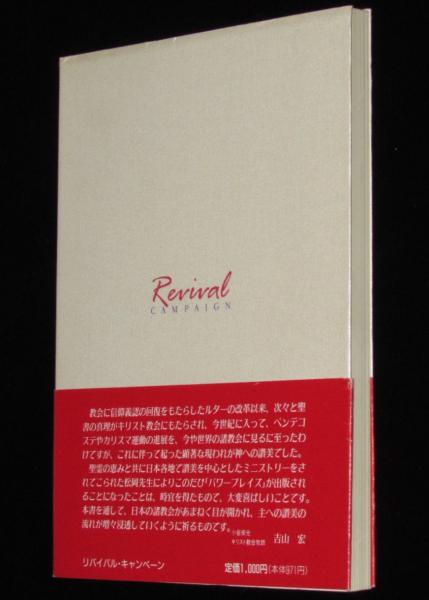 Revival
CAMPAIGN
教会に信仰義認の回復をもたらしたルターの改革以来、次々と聖
書の真理がキリスト教会にもたらされ、今世紀に入って、ペンテコ
ステやカリスマ運動の進展を、今や世界の諸教会に見るに至ったわ
けですが、これに伴って起った顕著な現われが神への讃美でした。
聖霊の恵みと共に日本各地で讃美を中心としたミニストリーをさ
れてこられた松岡先生によりこのたび「パワープレイズ」が出版され
ることになったことは、時宜を得たもので、大変喜ばしいことです。
本書を通して、日本の諸教会があまねく目が開かれ、主への讃美の
流れが増々浸透していくように祈るものです。
キリスト教会牧師 吉山 宏
リバイバル・キャンペーン
定価1,000円(本体971円)